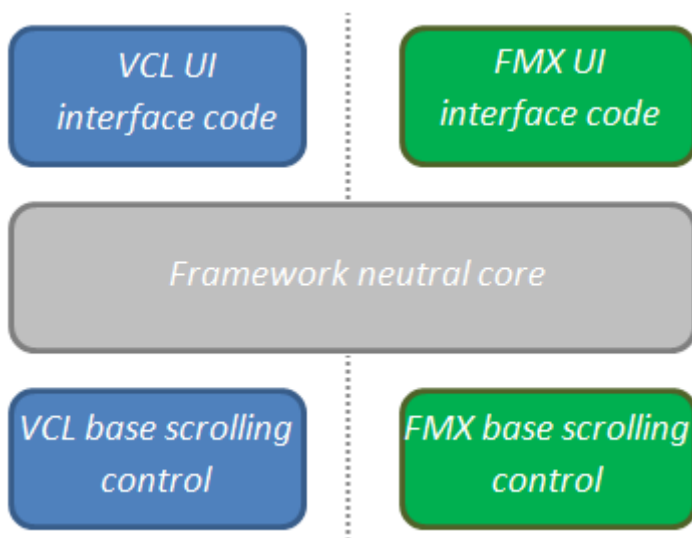 VCL UI
interface code
FMX UI
interface code
Framework neutral core
VCL base scrolling
control
FMX base scrolling
control